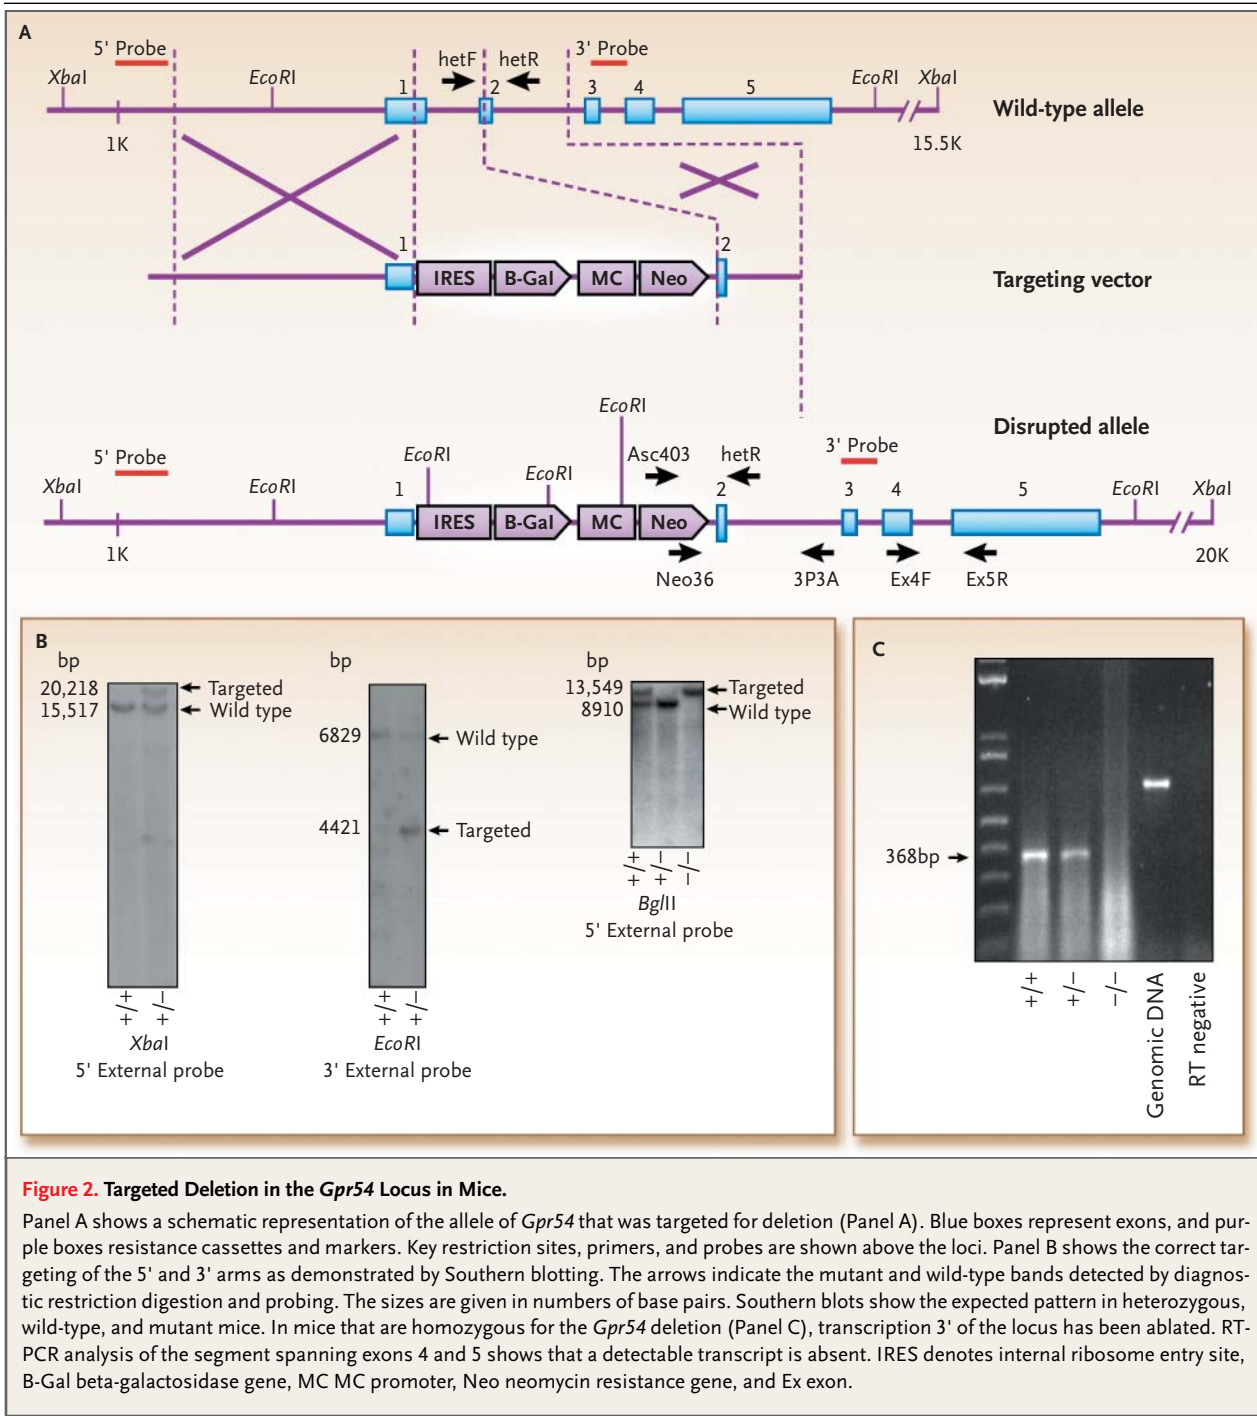 A
5' Probe
hetF
hetR
3' Probe
XbaI
EcoRI
1
2
3
4
5
EcoRI
XbaI
Wild-type allele
1K
15.5K
1
2
IRES
B-Gal
MC
Neo
Targeting vector
EcoRI
Disrupted allele
5' Probe
EcoRI
Asc403
hetR
3' Probe
XbaI
EcoRI
1
EcoRI
2
3
4
5
EcoRI
XbaI
IRES
B-Gal
MC
Neo
1K
20K
Neo36
3P3A
Ex4F
Ex5R
B
bp
20,218
Targeted
15,517
Wild type
+/+
+/−
XbaI
5' External probe
bp
6829
Wild type
4421
Targeted
+/+
+/−
EcoRI
3' External probe
bp
13,549
Targeted
8910
Wild type
+/+
+/−
−/−
BglII
5' External probe
C
368bp
+/+
+/−
−/−
Genomic DNA
RT negative
Figure 2. Targeted Deletion in the Gpr54 Locus in Mice.
Panel A shows a schematic representation of the allele of Gpr54 that was targeted for deletion (Panel A). Blue boxes represent exons, and pur-
ple boxes resistance cassettes and markers. Key restriction sites, primers, and probes are shown above the loci. Panel B shows the correct tar-
geting of the 5' and 3' arms as demonstrated by Southern blotting. The arrows indicate the mutant and wild-type bands detected by diagnos-
tic restriction digestion and probing. The sizes are given in numbers of base pairs. Southern blots show the expected pattern in heterozygous,
wild-type, and mutant mice. In mice that are homozygous for the Gpr54 deletion (Panel C), transcription 3' of the locus has been ablated. RT-
PCR analysis of the segment spanning exons 4 and 5 shows that a detectable transcript is absent. IRES denotes internal ribosome entry site,
B-Gal beta-galactosidase gene, MC MC promoter, Neo neomycin resistance gene, and Ex exon.